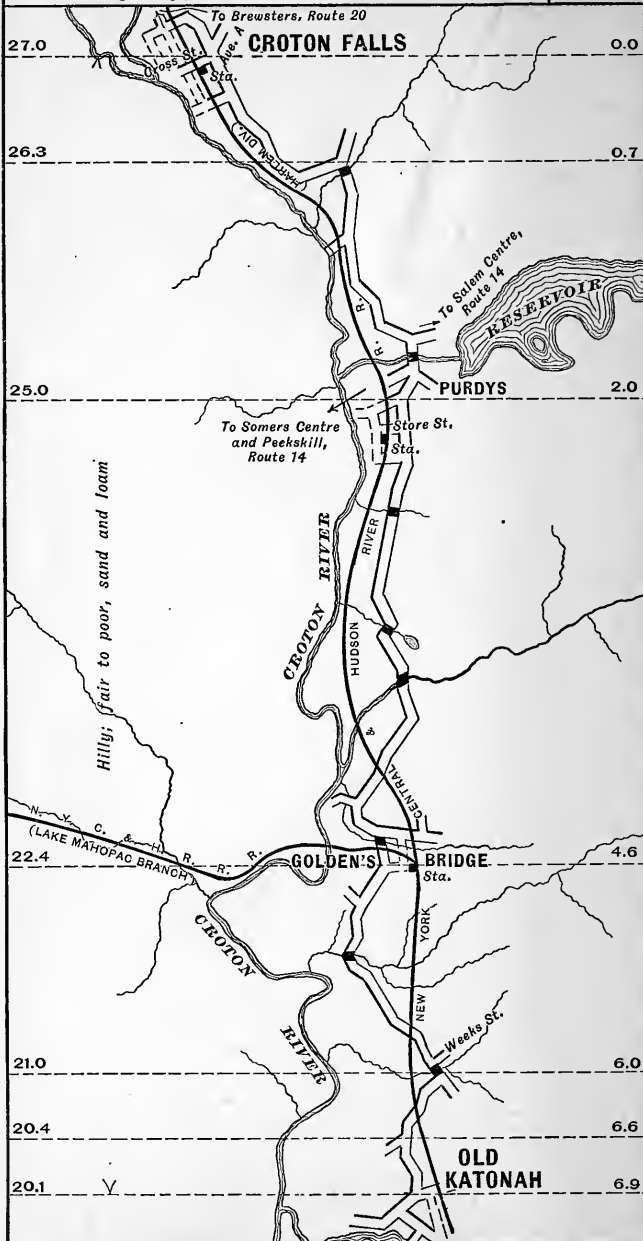 To Brewsters, Route 20
27.0
CROTON FALLS
0.0
Ave. A
Cross St.
Sta.
26.3
(HARLEM DIV.)
0.7
To Salem Centre,
Route 14
RESERVOIR
R.
R.
PURDYS
25.0
2.0
To Somers Centre
and Peekskill,
Route 14
Store St.
Sta.
Hilly; fair to poor, sand and loam
CROTON RIVER
RIVER
HUDSON
&
CENTRAL
N. Y. C. & H. R. R. R.
(LAKE MAHOPAC BRANCH)
22.4
GOLDEN'S BRIDGE
4.6
Sta.
YORK
CROTON RIVER
NEW
Weeks St.
21.0
6.0
20.4
6.6
OLD
KATONAH
20.1
6.9